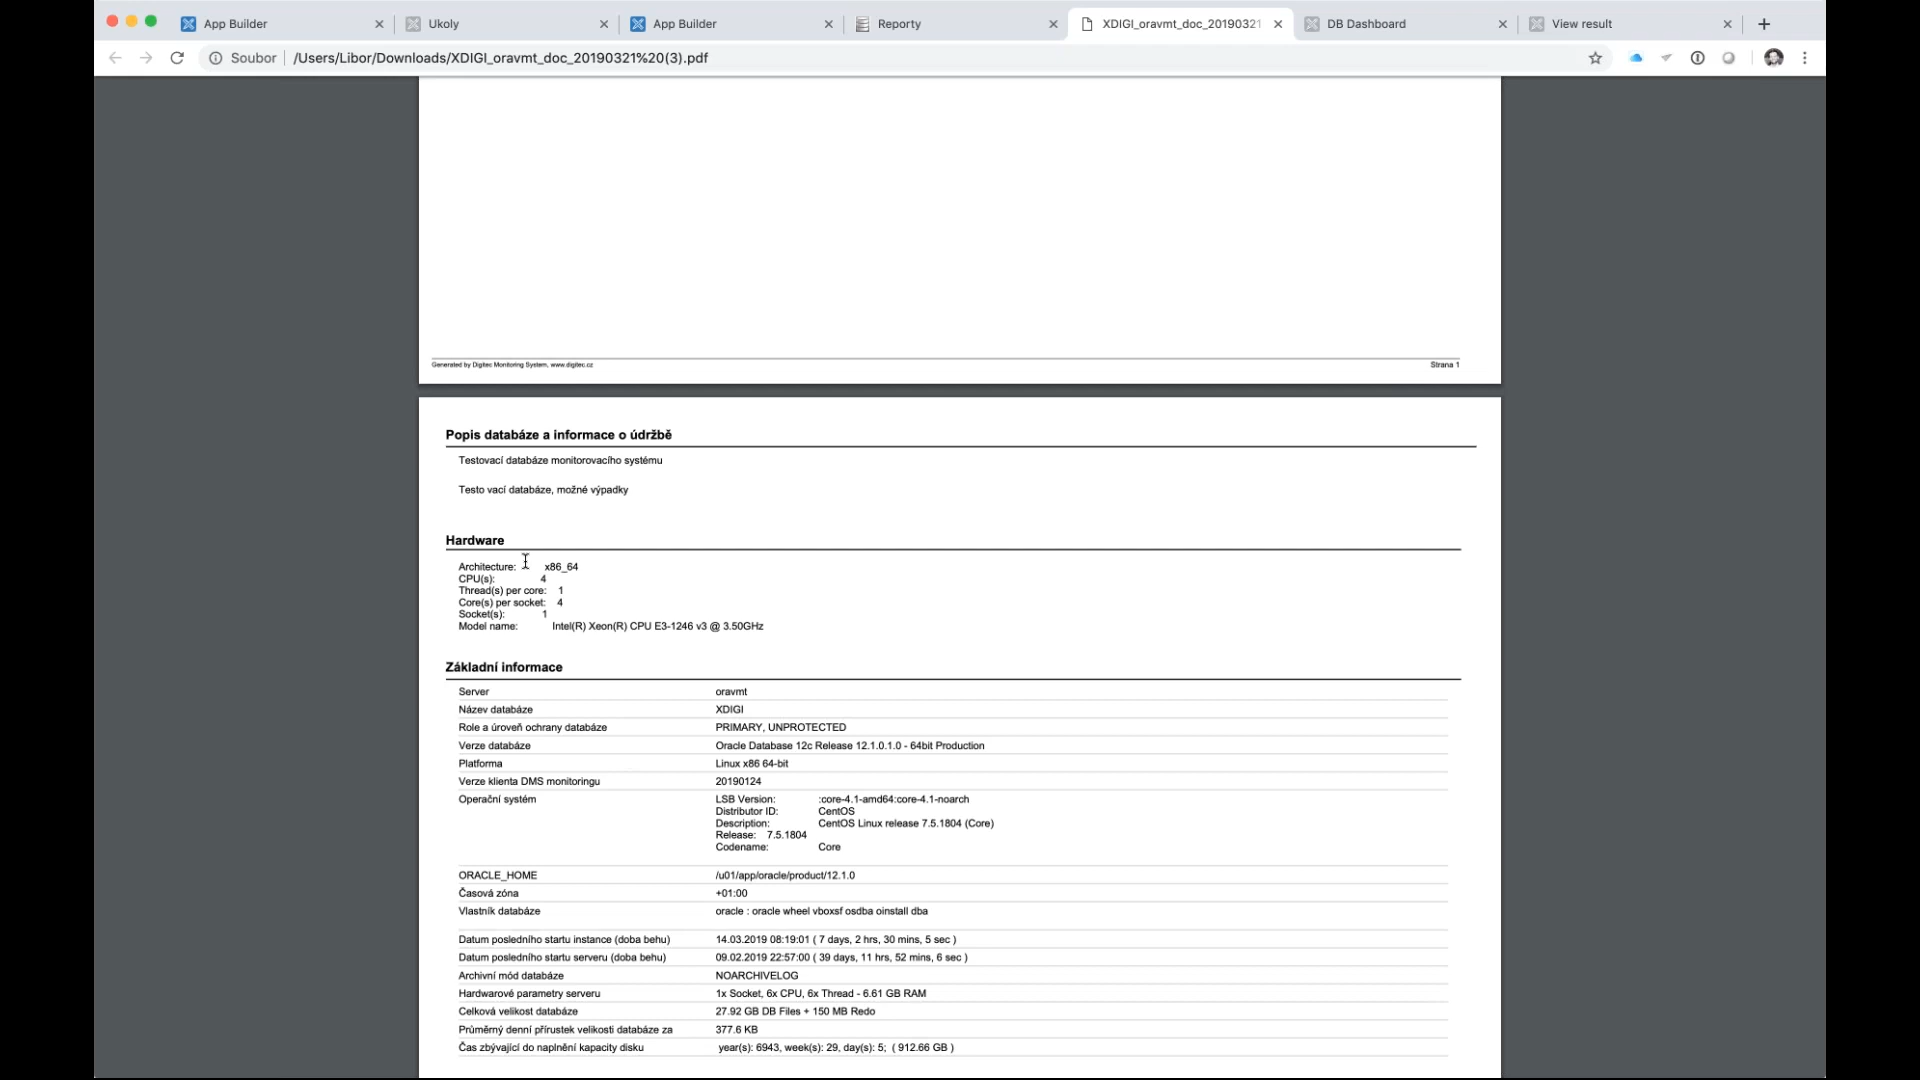 App Builder
Ukoly
App Builder
Reporty
XDIGI_oravmt_doc_20190321
DB Dashboard
View result
Soubor /Users/Libor/Downloads/XDIGI_oravmt_doc_20190321%20(3).pdf
Generated by Digitec Monitoring System, www.digitec.cz Strana 1
Popis databáze a informace o údržbě
Testovací databáze monitorovacího systému
Testo vací databáze, možné výpadky
Hardware
Architecture: x86_64
CPU(s): 4
Thread(s) per core: 1
Core(s) per socket: 4
Socket(s): 1
Model name: Intel(R) Xeon(R) CPU E3-1246 v3 @ 3.50GHz
Základní informace
Server oravmt
Název databáze XDIGI
Role a úroveň ochrany databáze PRIMARY, UNPROTECTED
Verze databáze Oracle Database 12c Release 12.1.0.1.0 - 64bit Production
Platforma Linux x86 64-bit
Verze klienta DMS monitoringu 20190124
Operační systém LSB Version: :core-4.1-amd64:core-4.1-noarch
Distributor ID: CentOS
Description: CentOS Linux release 7.5.1804 (Core)
Release: 7.5.1804
Codename: Core
ORACLE_HOME /u01/app/oracle/product/12.1.0
Časová zóna +01:00
Vlastník databáze oracle : oracle wheel vboxsf osdba oinstall dba
Datum posledního startu instance (doba behu) 14.03.2019 08:19:01 ( 7 days, 2 hrs, 30 mins, 5 sec )
Datum posledního startu serveru (doba behu) 09.02.2019 22:57:00 ( 39 days, 11 hrs, 52 mins, 6 sec )
Archivní mód databáze NOARCHIVELOG
Hardwarové parametry serveru 1x Socket, 6x CPU, 6x Thread - 6.61 GB RAM
Celková velikost databáze 27.92 GB DB Files + 150 MB Redo
Průměrný denní přírustek velikosti databáze za 377.6 KB
Čas zbývající do naplnění kapacity disku year(s): 6943, week(s): 29, day(s): 5; ( 912.66 GB )